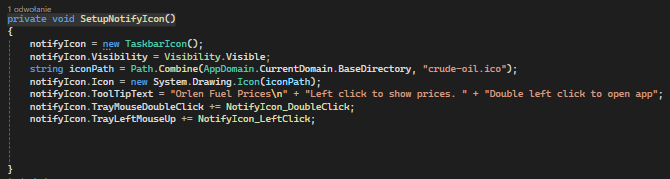 1 odwołanie
private void SetupNotifyIcon()
{
notifyIcon = new TaskbarIcon();
notifyIcon.Visibility = Visibility.Visible;
string iconPath = Path.Combine(AppDomain.CurrentDomain.BaseDirectory, "crude-oil.ico");
notifyIcon.Icon = new System.Drawing.Icon(iconPath);
notifyIcon.ToolTipText = "Orlen Fuel Prices\n" + "Left click to show prices. " + "Double left click to open app";
notifyIcon.TrayMouseDoubleClick += NotifyIcon_DoubleClick;
notifyIcon.TrayLeftMouseUp += NotifyIcon_LeftClick;
}